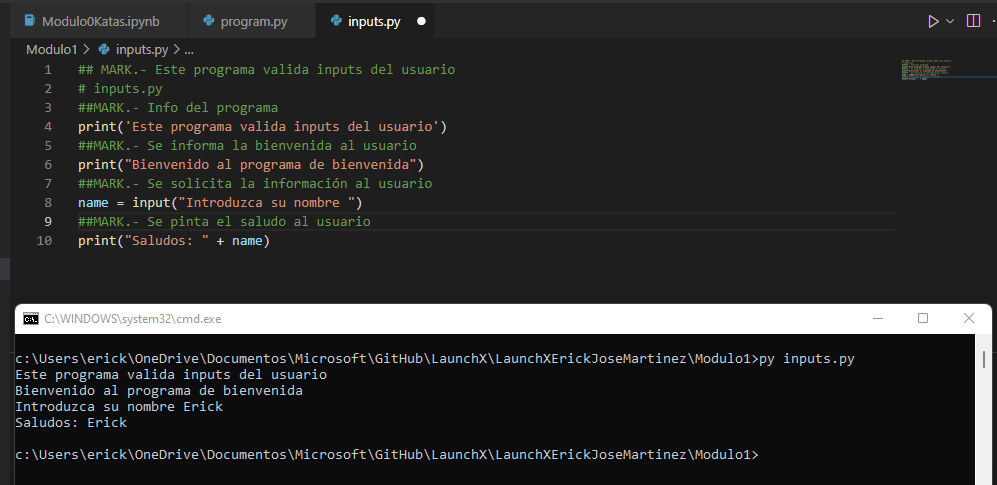 Modulo0Katas.ipynb program.py inputs.py
Modulo1 > inputs.py > ...
1 ## MARK.- Este programa valida inputs del usuario
2 # inputs.py
3 ##MARK.- Info del programa
4 print('Este programa valida inputs del usuario')
5 ##MARK.- Se informa la bienvenida al usuario
6 print("Bienvenido al programa de bienvenida")
7 ##MARK.- Se solicita la información al usuario
8 name = input("Introduzca su nombre ")
9 ##MARK.- Se pinta el saludo al usuario
10 print("Saludos: " + name)
C:\WINDOWS\system32\cmd.exe
c:\Users\erick\OneDrive\Documentos\Microsoft\GitHub\LaunchX\LaunchXErickJoseMartinez\Modulo1>py inputs.py
Este programa valida inputs del usuario
Bienvenido al programa de bienvenida
Introduzca su nombre Erick
Saludos: Erick
c:\Users\erick\OneDrive\Documentos\Microsoft\GitHub\LaunchX\LaunchXErickJoseMartinez\Modulo1>